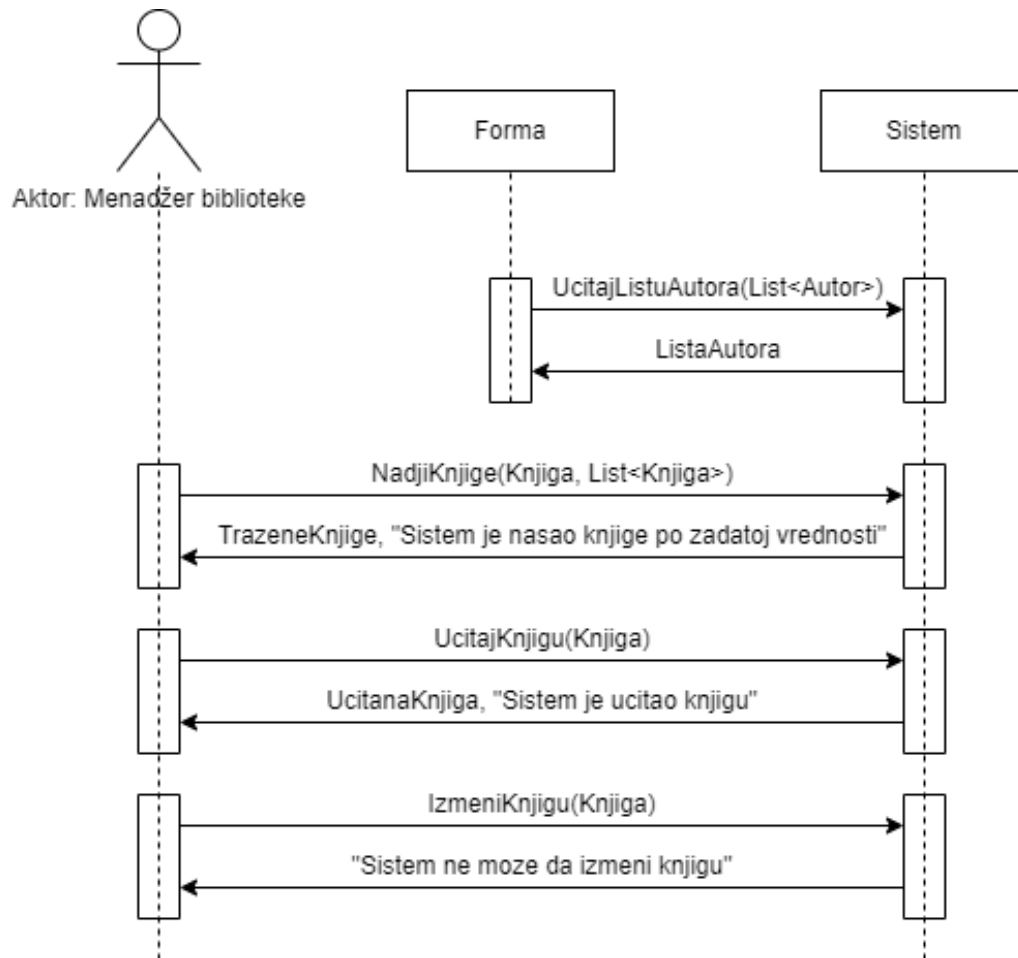 Forma
Sistem
Aktor: Menadžer biblioteke
UcitajListuAutora(List<Autor>)
ListaAutora
NadjiKnjige(Knjiga, List<Knjiga>)
TrazeneKnjige, "Sistem je nasao knjige po zadatoj vrednosti"
UcitajKnjigu(Knjiga)
UcitanaKnjiga, "Sistem je ucitao knjigu"
IzmeniKnjigu(Knjiga)
"Sistem ne moze da izmeni knjigu"